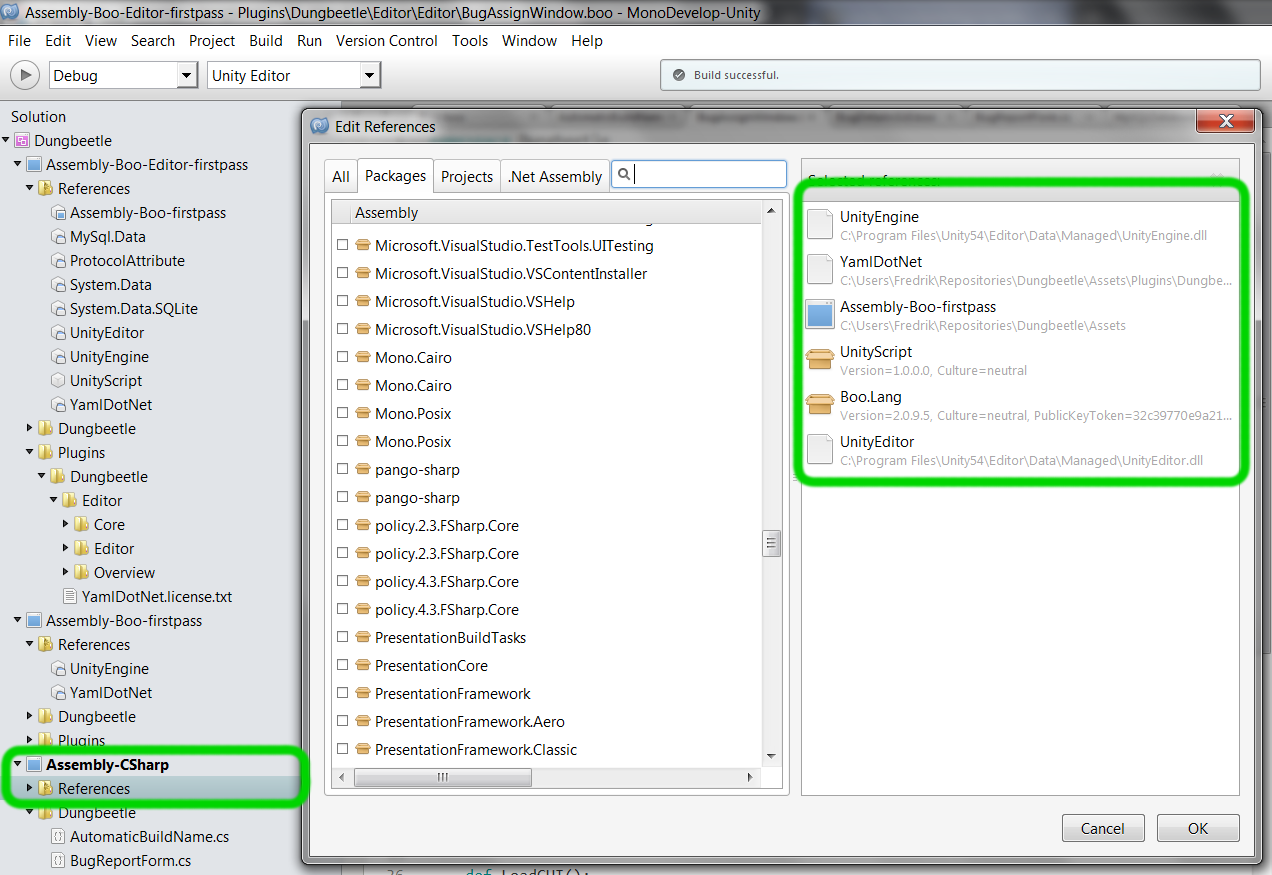 Assembly-Boo-Editor-firstpass - Plugins\Dungbeetle\Editor\Editor\BugAssignWindow.boo - MonoDevelop-Unity
File Edit View Search Project Build Run Version Control Tools Window Help
Debug Unity Editor Build successful.
Solution
Dungbeetle
Assembly-Boo-Editor-firstpass
References
Assembly-Boo-firstpass
MySql.Data
ProtocolAttribute
System.Data
System.Data.SQLite
UnityEditor
UnityEngine
UnityScript
YamlDotNet
Dungbeetle
Plugins
Dungbeetle
Editor
Core
Editor
Overview
YamlDotNet.license.txt
Assembly-Boo-firstpass
References
UnityEngine
YamlDotNet
Dungbeetle
Plugins
Assembly-CSharp
References
Dungbeetle
AutomaticBuildName.cs
BugReportForm.cs
Edit References
All Packages Projects .Net Assembly
Assembly
Microsoft.VisualStudio.TestTools.UITesting
Microsoft.VisualStudio.VSContentInstaller
Microsoft.VisualStudio.VSHelp
Microsoft.VisualStudio.VSHelp80
Mono.Cairo
Mono.Cairo
Mono.Posix
Mono.Posix
pango-sharp
pango-sharp
policy.2.3.FSharp.Core
policy.2.3.FSharp.Core
policy.4.3.FSharp.Core
policy.4.3.FSharp.Core
PresentationBuildTasks
PresentationCore
PresentationFramework
PresentationFramework.Aero
PresentationFramework.Classic
Selected references:
UnityEngine
C:\Program Files\Unity54\Editor\Data\Managed\UnityEngine.dll
YamlDotNet
C:\Users\Fredrik\Repositories\Dungbeetle\Assets\Plugins\Dungbe...
Assembly-Boo-firstpass
C:\Users\Fredrik\Repositories\Dungbeetle\Assets
UnityScript
Version=1.0.0.0, Culture=neutral
Boo.Lang
Version=2.0.9.5, Culture=neutral, PublicKeyToken=32c39770e9a21...
UnityEditor
C:\Program Files\Unity54\Editor\Data\Managed\UnityEditor.dll
Cancel OK
36 def LoadGUI():